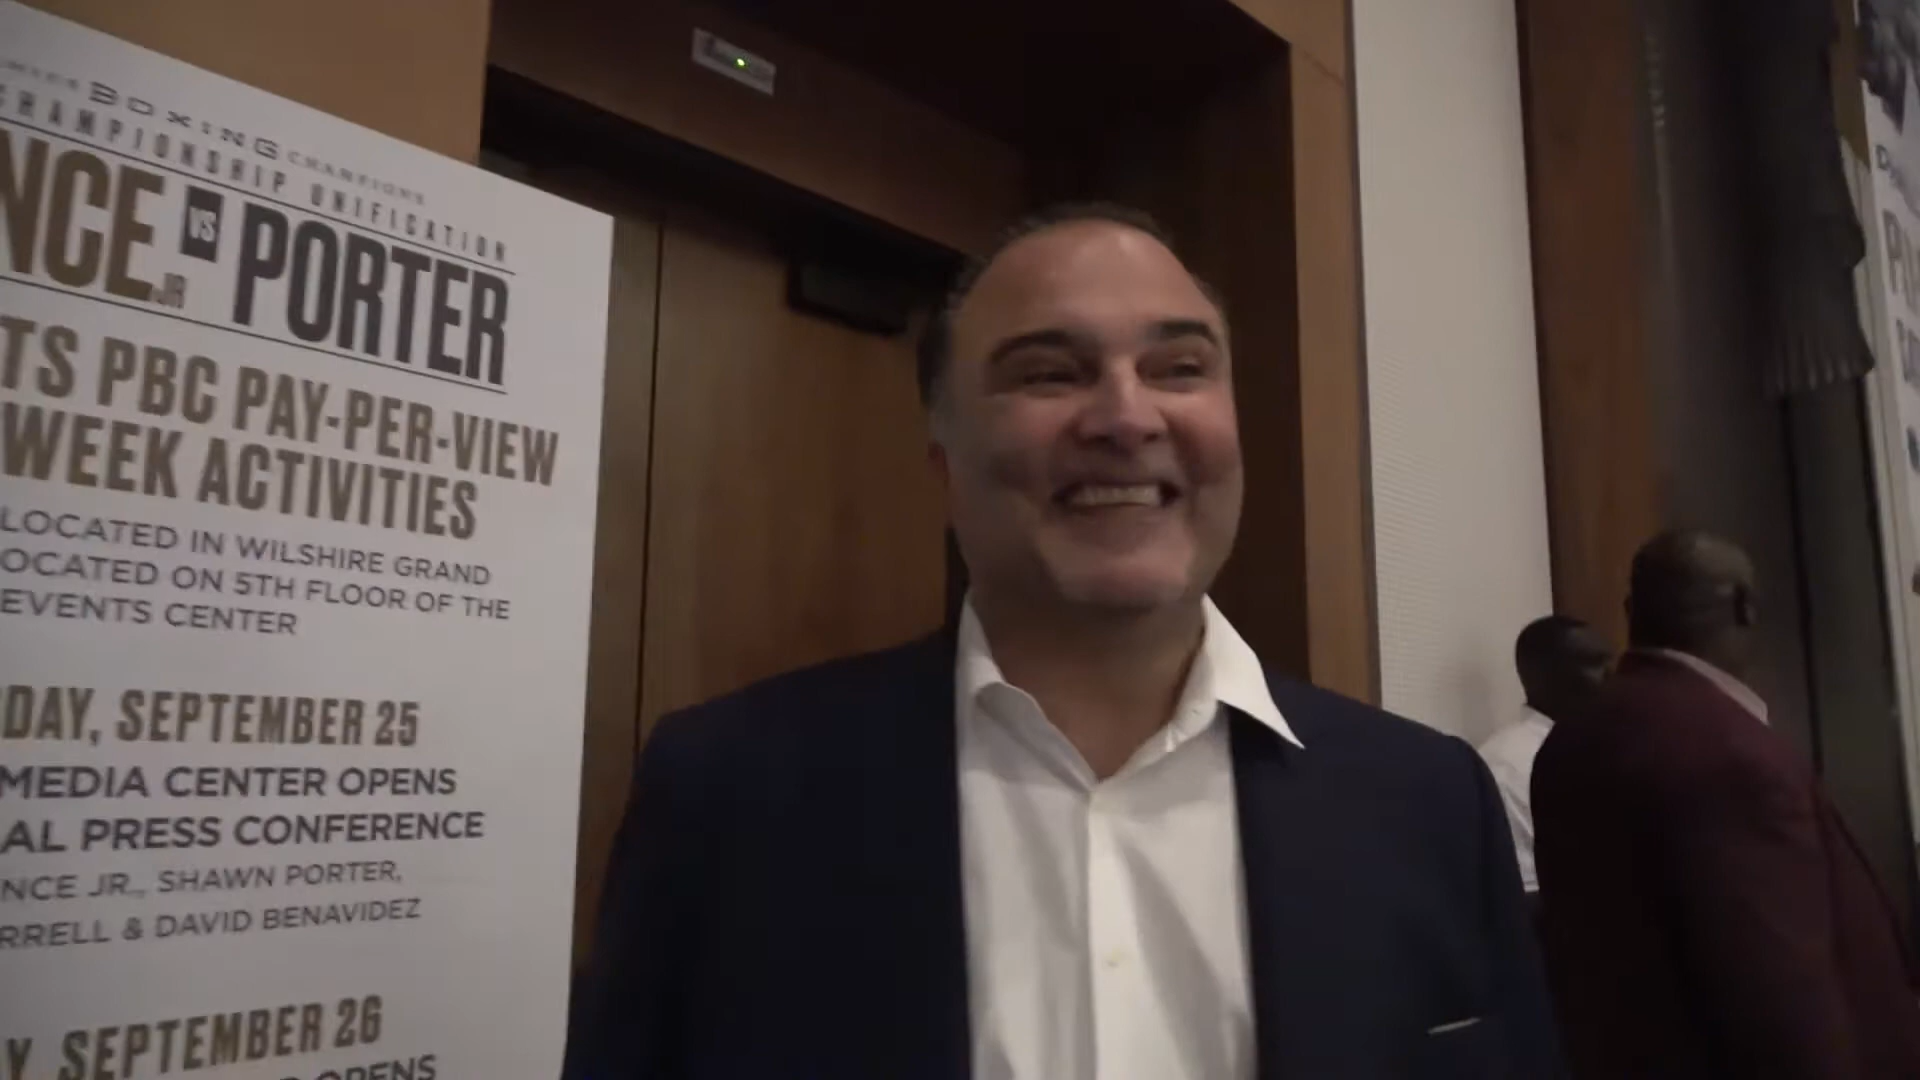 BOXING CHAMPIONS
CHAMPIONSHIP UNIFICATION
NCE JR VS PORTER
TS PBC PAY-PER-VIEW
WEEK ACTIVITIES
LOCATED IN WILSHIRE GRAND
OCATED ON 5TH FLOOR OF THE
EVENTS CENTER
DAY, SEPTEMBER 25
MEDIA CENTER OPENS
AL PRESS CONFERENCE
NCE JR., SHAWN PORTER,
RRELL & DAVID BENAVIDEZ
Y, SEPTEMBER 26
OPENS